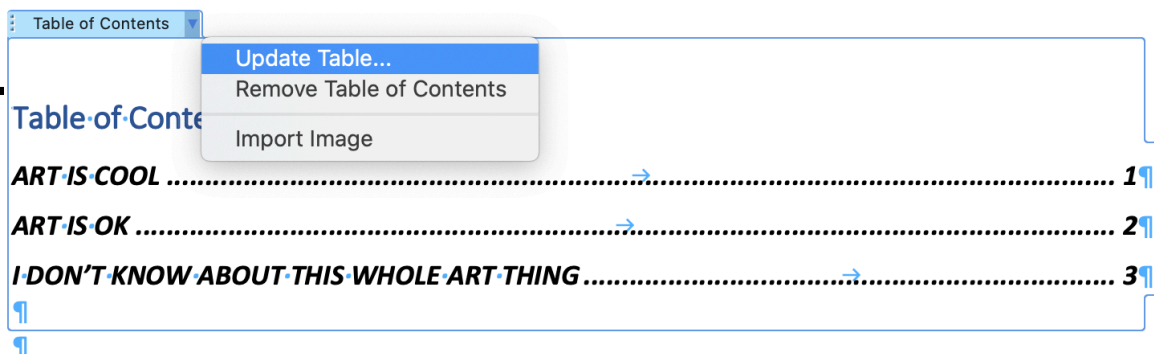 Table of Contents
Update Table...
Remove Table of Contents
Import Image
Table·of·Conte
ART·IS·COOL ........................................................→........................................................ 1¶
ART·IS·OK ........................................................→........................................................ 2¶
I·DON’T·KNOW·ABOUT·THIS·WHOLE·ART·THING ................................→................................ 3¶
¶
¶